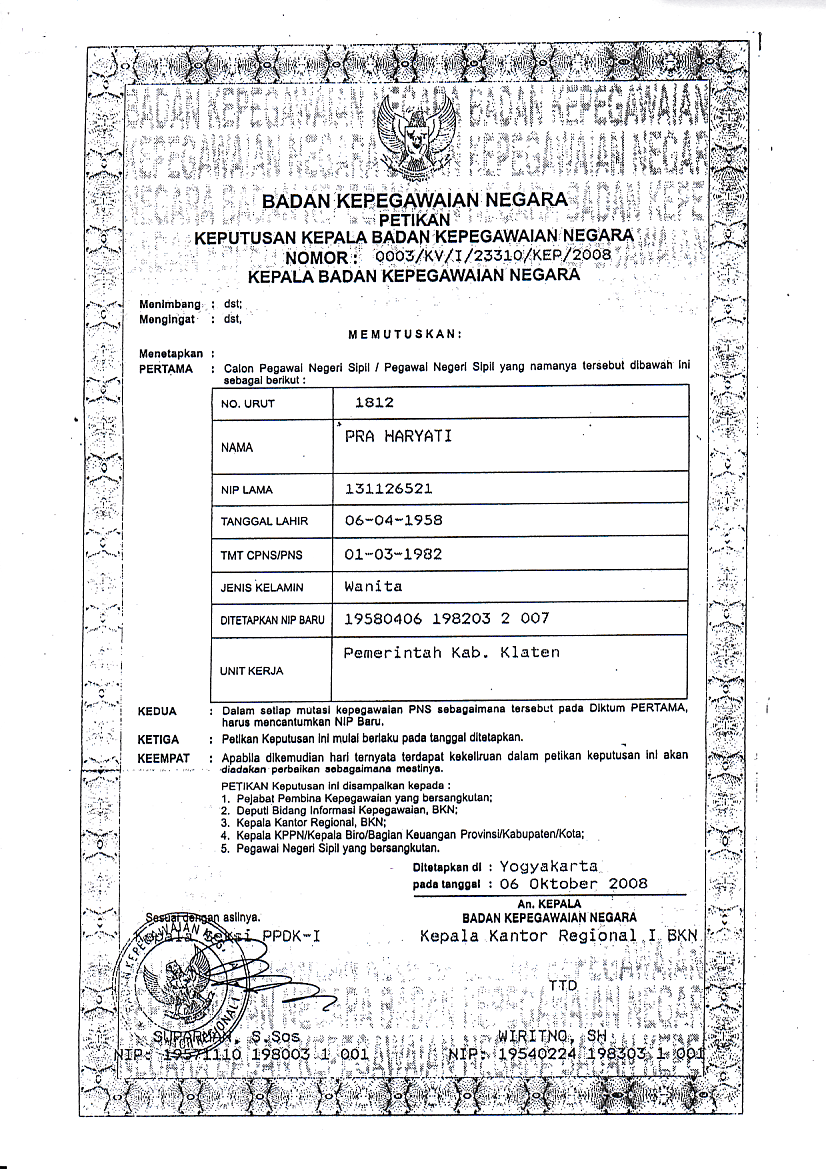 BADAN KEPEGAWAIAN NEGARA
PETIKAN
KEPUTUSAN KEPALA BADAN KEPEGAWAIAN NEGARA
NOMOR : 0003/KV/I/23310/KEP/2008
KEPALA BADAN KEPEGAWAIAN NEGARA
Menimbang : dst;
Mengingat : dst,
MEMUTUSKAN:
Menetapkan :
PERTAMA : Calon Pegawai Negeri Sipil / Pegawai Negeri Sipil yang namanya tersebut dibawah ini
sebagai berikut :
NO. URUT 1812
NAMA PRA HARYATI
NIP LAMA 131126521
TANGGAL LAHIR 06-04-1958
TMT CPNS/PNS 01-03-1982
JENIS KELAMIN Wanita
DITETAPKAN NIP BARU 19580406 198203 2 007
UNIT KERJA Pemerintah Kab. Klaten
KEDUA : Dalam setiap mutasi kepegawaian PNS sebagaimana tersebut pada Diktum PERTAMA,
harus mencantumkan NIP Baru.
KETIGA : Petikan Keputusan ini mulai berlaku pada tanggal ditetapkan.
KEEMPAT : Apabila dikemudian hari ternyata terdapat kekeliruan dalam petikan keputusan ini akan
diadakan perbaikan sebagaimana mestinya.
PETIKAN Keputusan ini disampaikan kepada :
1. Pejabat Pembina Kepegawaian yang bersangkutan;
2. Deputi Bidang Informasi Kepegawaian, BKN;
3. Kepala Kantor Regional, BKN;
4. Kepala KPPN/Kepala Biro/Bagian Keuangan Provinsi/Kabupaten/Kota;
5. Pegawai Negeri Sipil yang bersangkutan.
Ditetapkan di : Yogyakarta
pada tanggal : 06 Oktober 2008
An. KEPALA
BADAN KEPEGAWAIAN NEGARA
Kepala Kantor Regional I BKN
Sesuai dengan aslinya.
Kepala Seksi PPDK-I
TTD
S.Sos
NIP: 19571110 198003 1 001
WIRITNO, SH
NIP: 19540224 198303 1 001